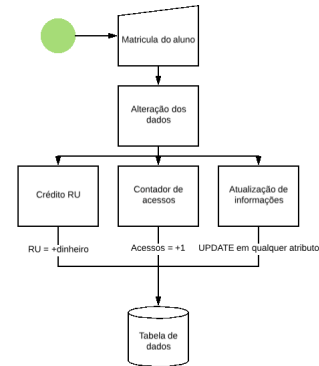 Matricula do aluno
Alteração dos
dados
Crédito RU
Contador de
acessos
Atualização de
informações
RU = +dinheiro
Acessos = +1
UPDATE em qualquer atributo
Tabela de
dados